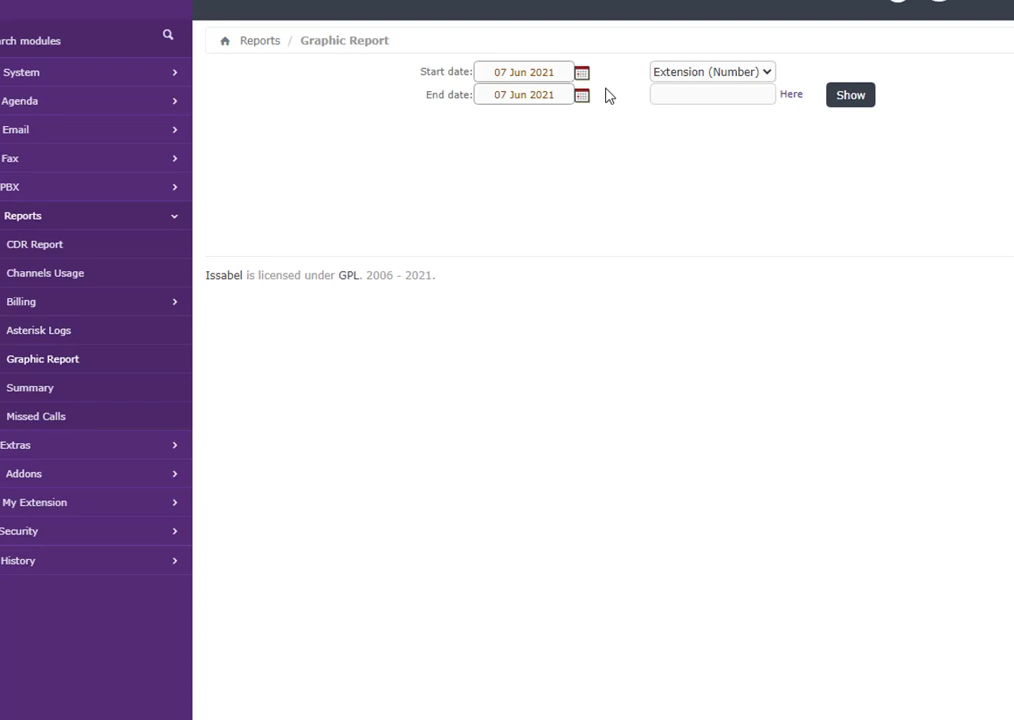 rch modules
System
Agenda
Email
Fax
PBX
Reports
CDR Report
Channels Usage
Billing
Asterisk Logs
Graphic Report
Summary
Missed Calls
Extras
Addons
My Extension
Security
History
Reports / Graphic Report
Start date: 07 Jun 2021 Extension (Number)
End date: 07 Jun 2021 Here Show
Issabel is licensed under GPL. 2006 - 2021.